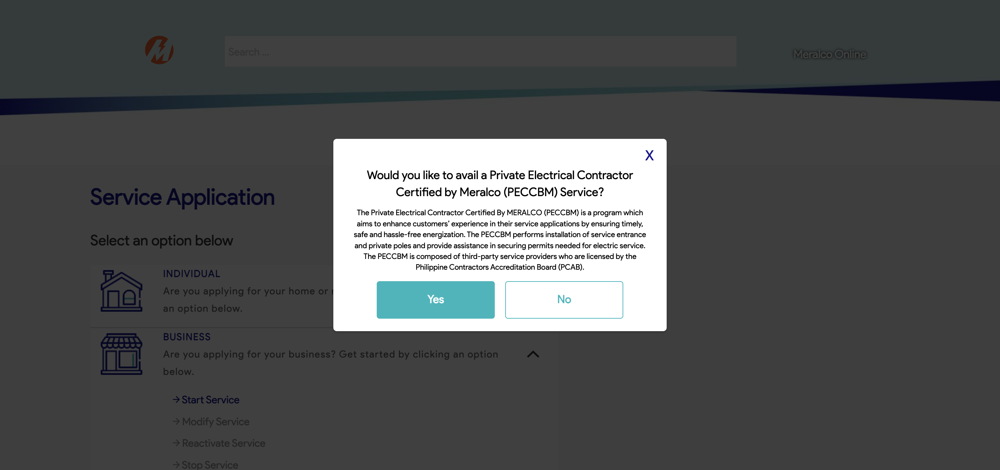 Search ...
Meralco Online
X
Would you like to avail a Private Electrical Contractor
Certified by Meralco (PECCBM) Service?
The Private Electrical Contractor Certified By MERALCO (PECCBM) is a program which
aims to enhance customers’ experience in their service applications by ensuring timely,
safe and hassle-free energization. The PECCBM performs installation of service entrance
and private poles and provide assistance in securing permits needed for electric service.
The PECCBM is composed of third-party service providers who are licensed by the
Philippine Contractors Accreditation Board (PCAB).
Yes No
Service Application
Select an option below
INDIVIDUAL
Are you applying for your home or
an option below.
BUSINESS
Are you applying for your business? Get started by clicking an option
below.
→ Start Service
→ Modify Service
→ Reactivate Service
→ Stop Service